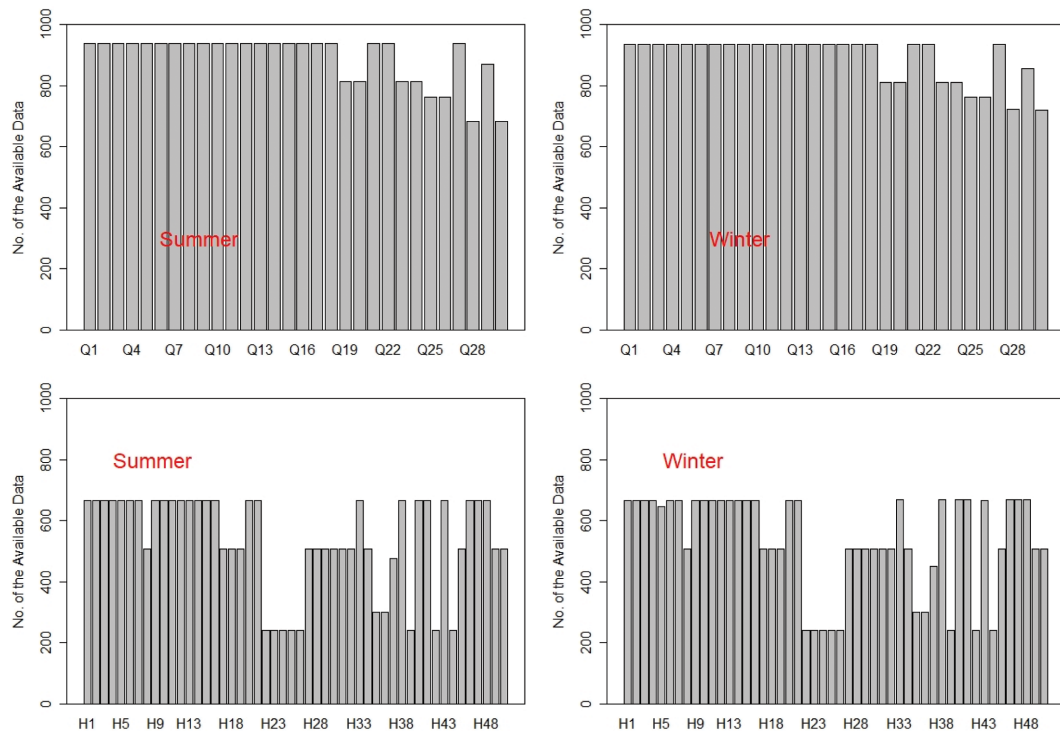 No. of the Available Data
1000
800
600
400
200
0
Summer
Q1 Q4 Q7 Q10 Q13 Q16 Q19 Q22 Q25 Q28
No. of the Available Data
1000
800
600
400
200
0
Winter
Q1 Q4 Q7 Q10 Q13 Q16 Q19 Q22 Q25 Q28
No. of the Available Data
1000
800
600
400
200
0
Summer
H1 H5 H9 H13 H18 H23 H28 H33 H38 H43 H48
No. of the Available Data
1000
800
600
400
200
0
Winter
H1 H5 H9 H13 H18 H23 H28 H33 H38 H43 H48